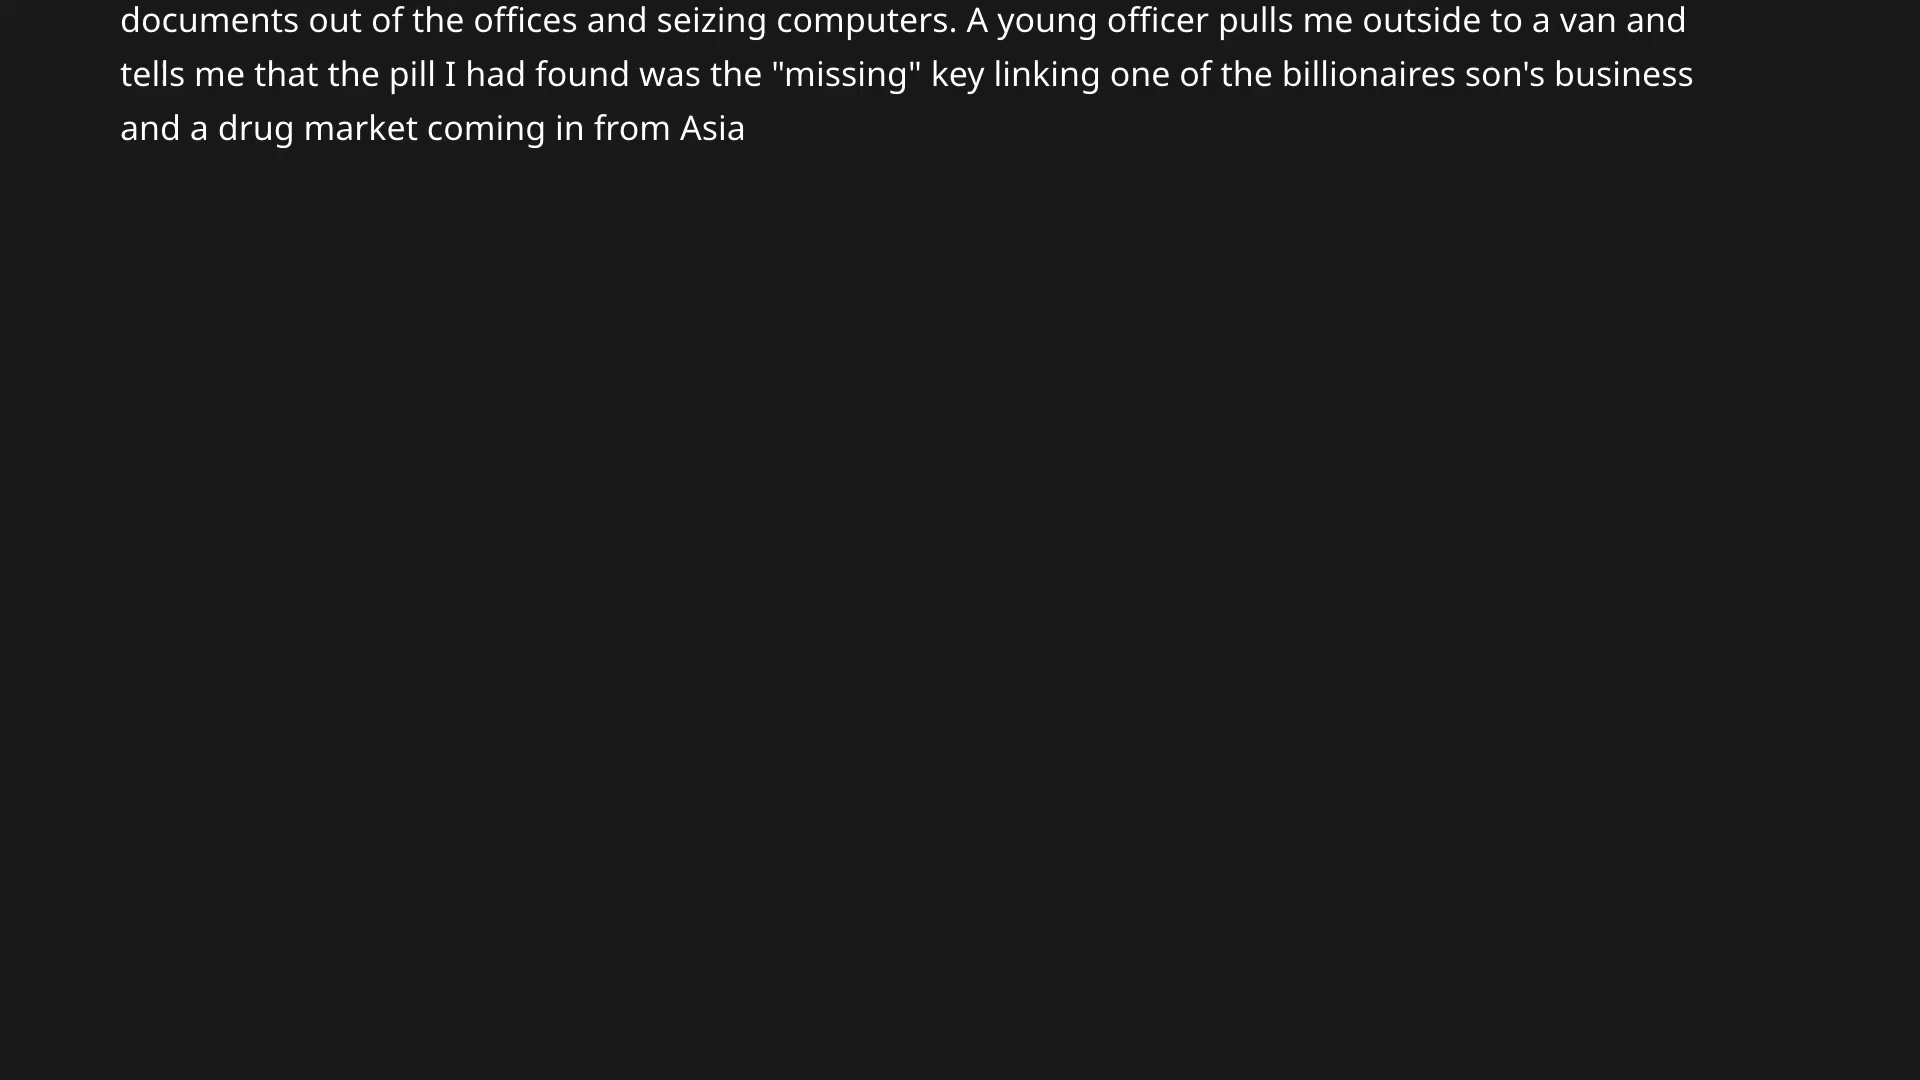 documents out of the offices and seizing computers. A young officer pulls me outside to a van and
tells me that the pill I had found was the "missing" key linking one of the billionaires son's business
and a drug market coming in from Asia